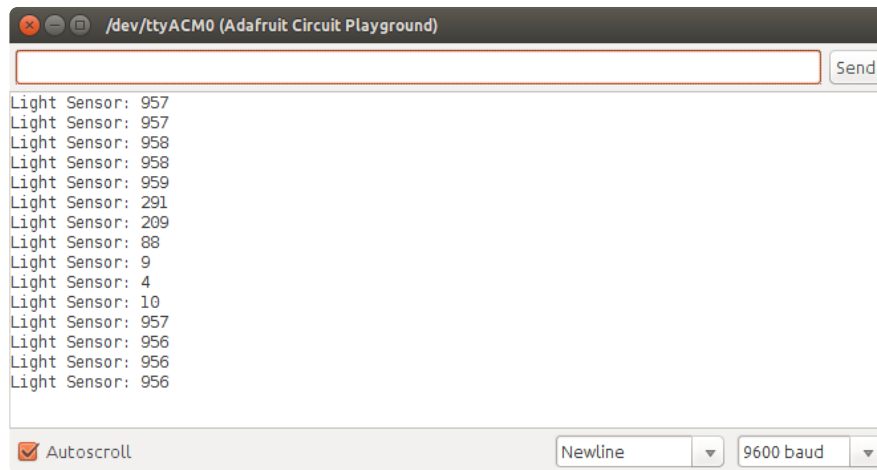 /dev/ttyACM0 (Adafruit Circuit Playground)
Send
Light Sensor: 957
Light Sensor: 957
Light Sensor: 958
Light Sensor: 958
Light Sensor: 959
Light Sensor: 291
Light Sensor: 209
Light Sensor: 88
Light Sensor: 9
Light Sensor: 4
Light Sensor: 10
Light Sensor: 957
Light Sensor: 956
Light Sensor: 956
Light Sensor: 956
Autoscroll Newline 9600 baud